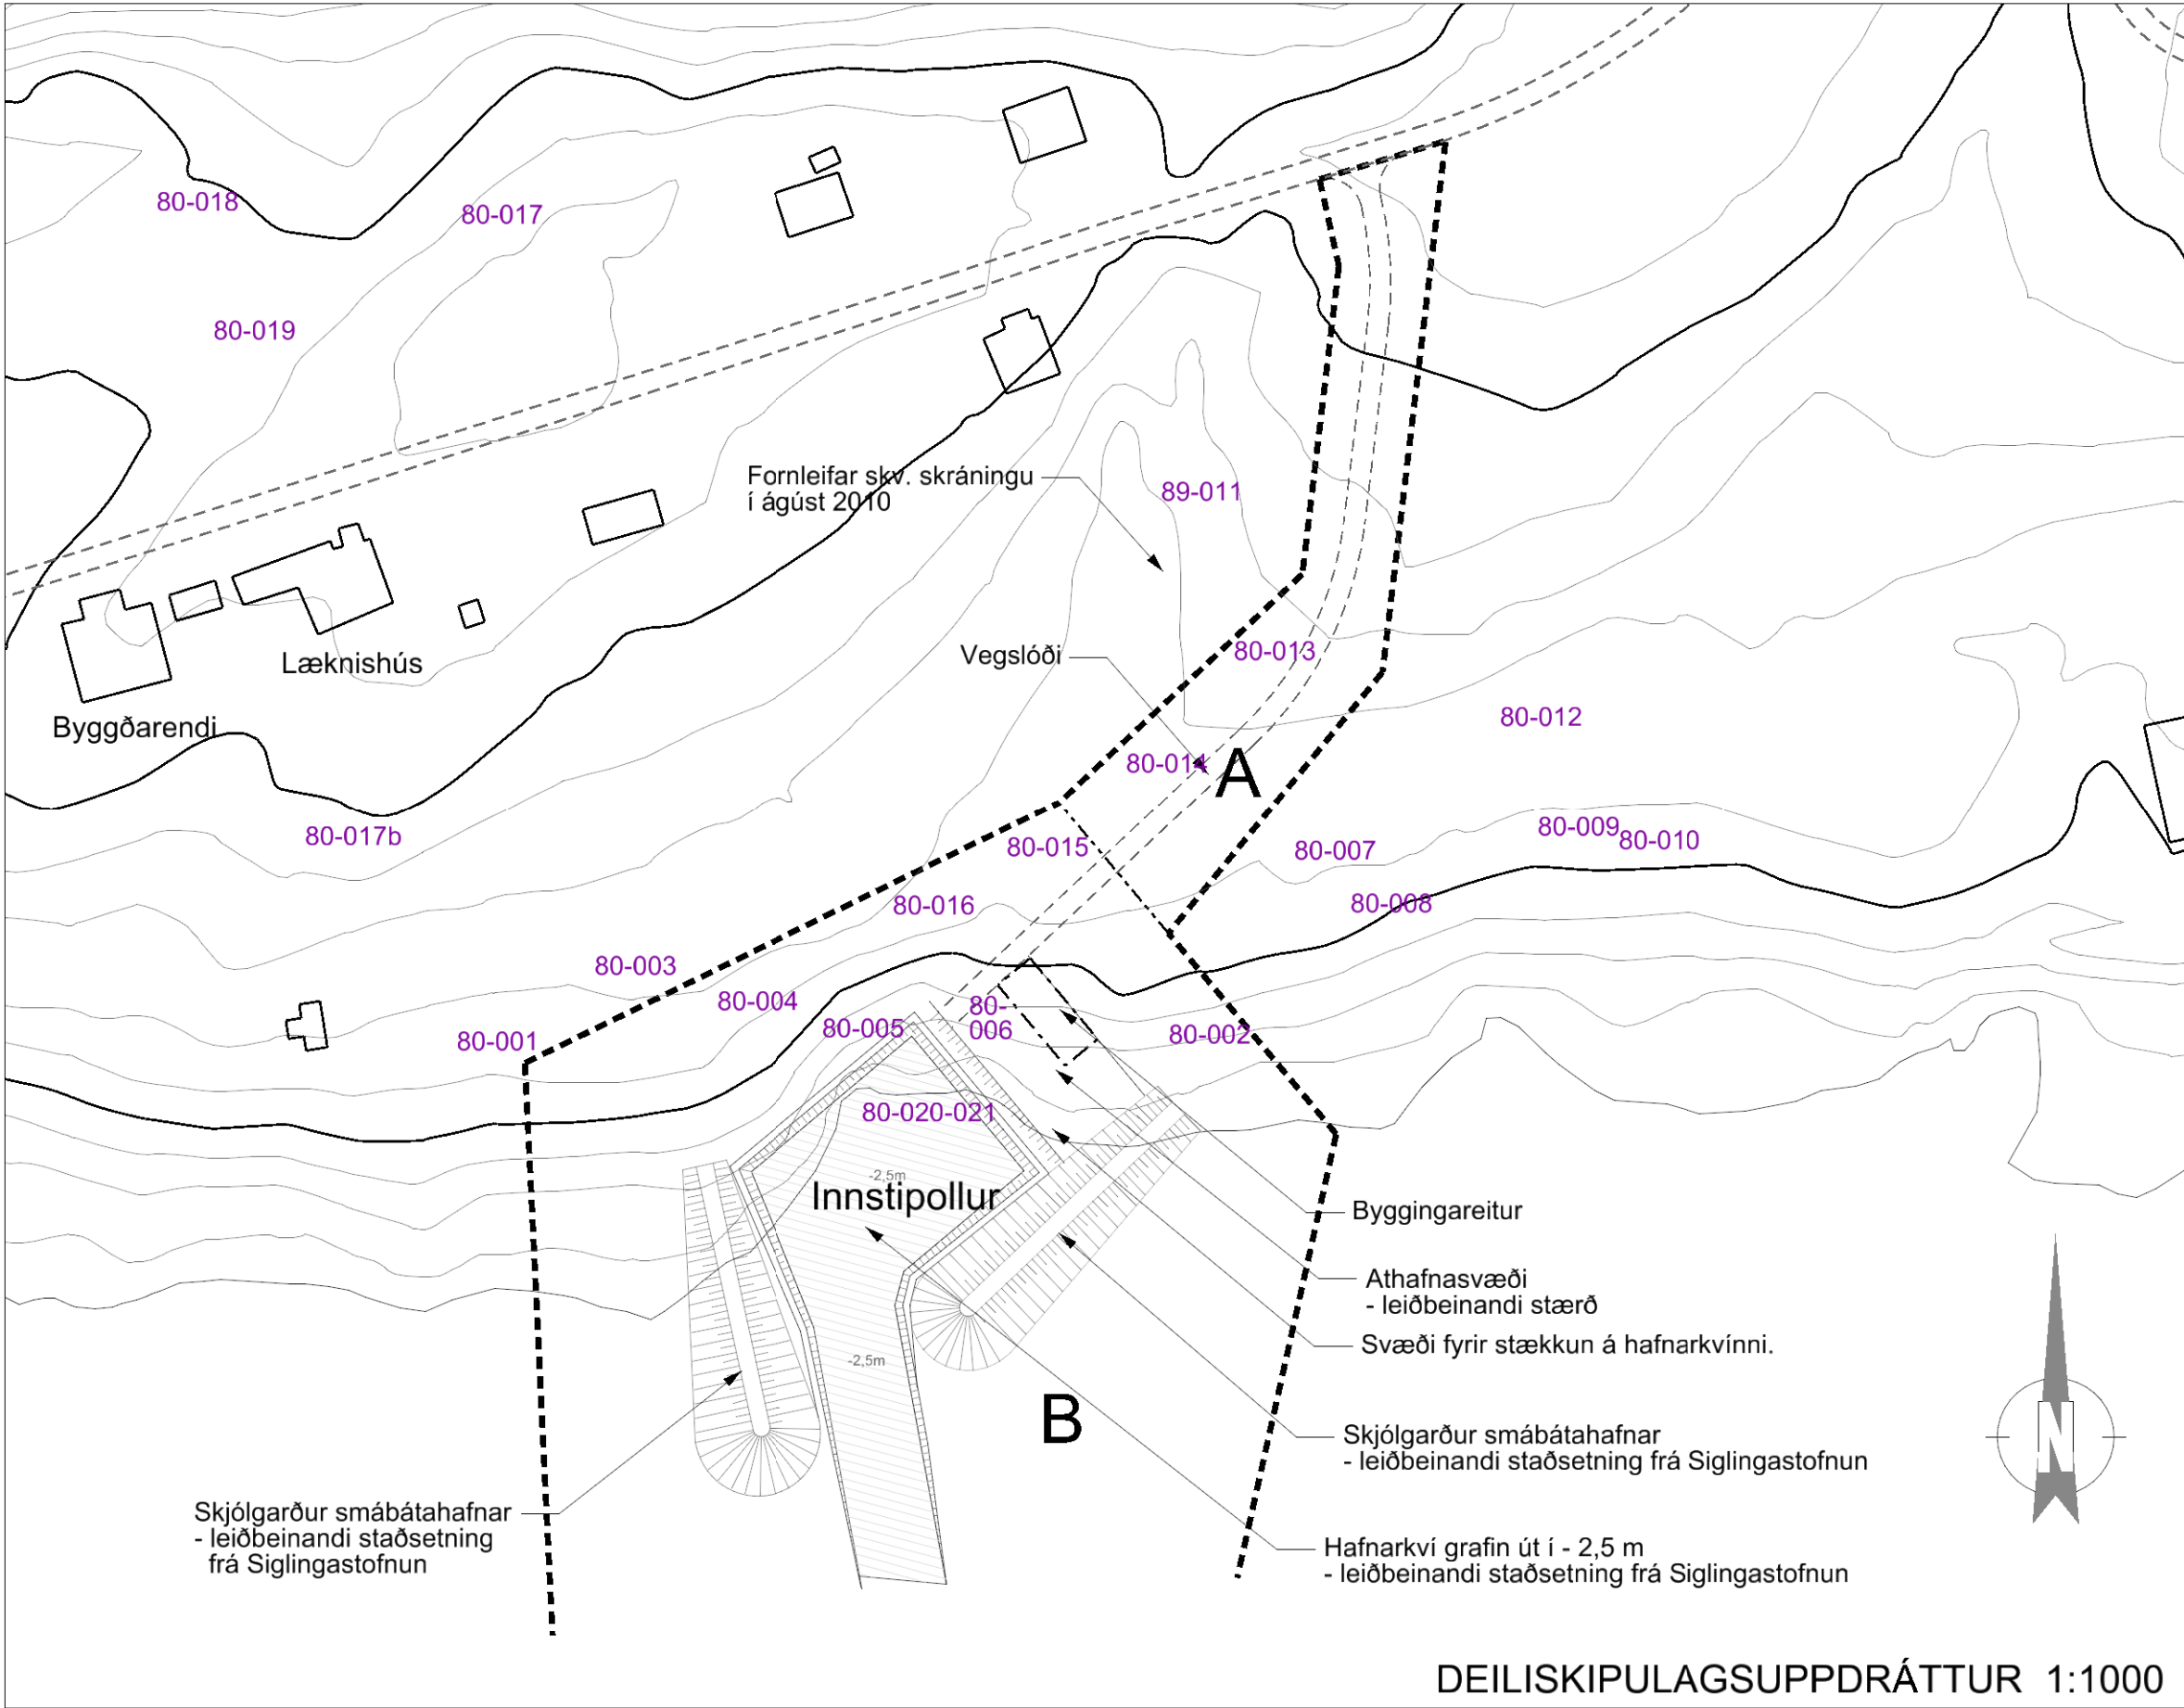 80-018
80-017
80-019
Fornleifar skv. skráningu
í ágúst 2010
89-011
Vegslóði
80-013
Læknishús
Byggðarendi
80-012
80-014
A
80-017b
80-015
80-007
80-009
80-010
80-016
80-008
80-003
80-004
80-005
80-
006
80-002
80-001
80-020-021
-2,5m
Innstipollur
Byggingareitur
Athafnasvæði
- leiðbeinandi stærð
Svæði fyrir stækkun á hafnarkvínni.
-2,5m
B
Skjólgarður smábátahafnar
- leiðbeinandi staðsetning frá Siglingastofnun
N
Skjólgarður smábátahafnar
- leiðbeinandi staðsetning
frá Siglingastofnun
Hafnarkví grafin út í - 2,5 m
- leiðbeinandi staðsetning frá Siglingastofnun
DEILISKIPULAGSUPPDRÁTTUR 1:1000